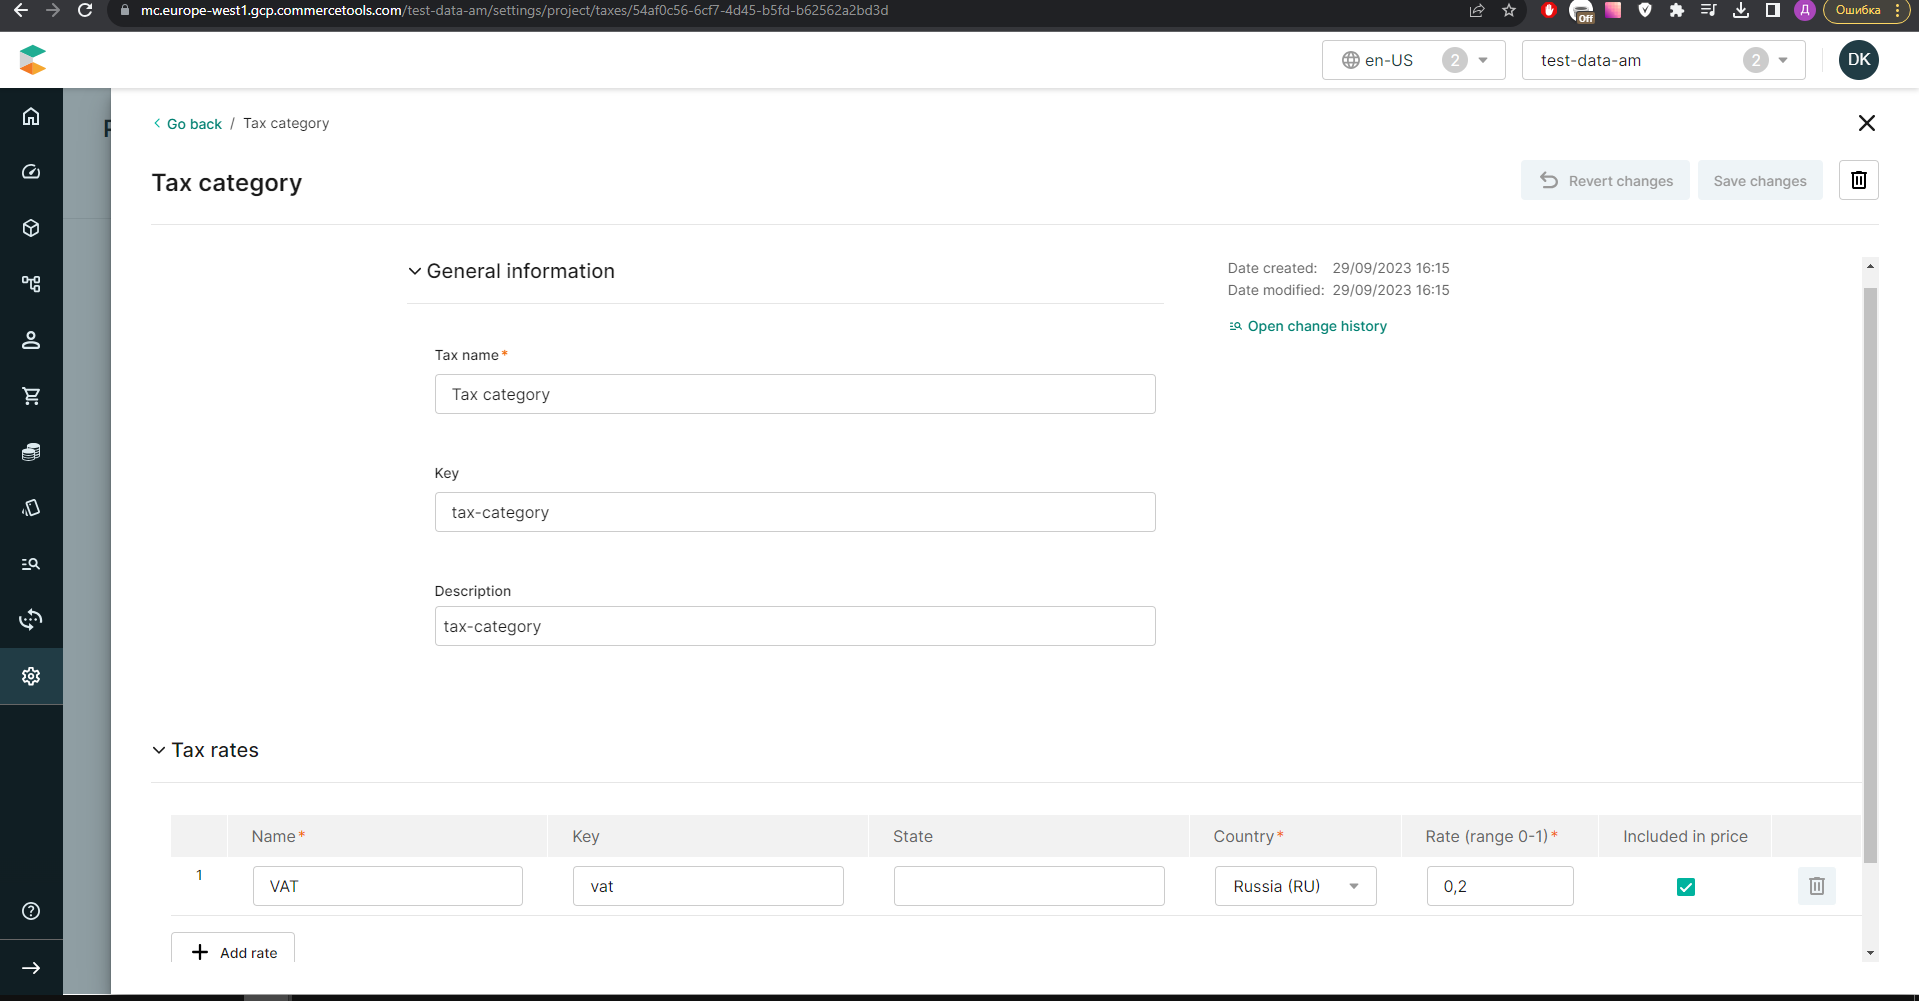 mc.europe-west1.gcp.commercetools.com/test-data-am/settings/project/taxes/54af0c56-6cf7-4d45-b5fd-b62562a2bd3d
Off
Д
Ошибка
en-US 2
test-data-am 2
DK
Go back / Tax category
Tax category
Revert changes
Save changes
General information
Date created: 29/09/2023 16:15
Date modified: 29/09/2023 16:15
Open change history
Tax name*
Tax category
Key
tax-category
Description
tax-category
Tax rates
Name* Key State Country* Rate (range 0-1)* Included in price
1 VAT vat Russia (RU) 0,2
Add rate